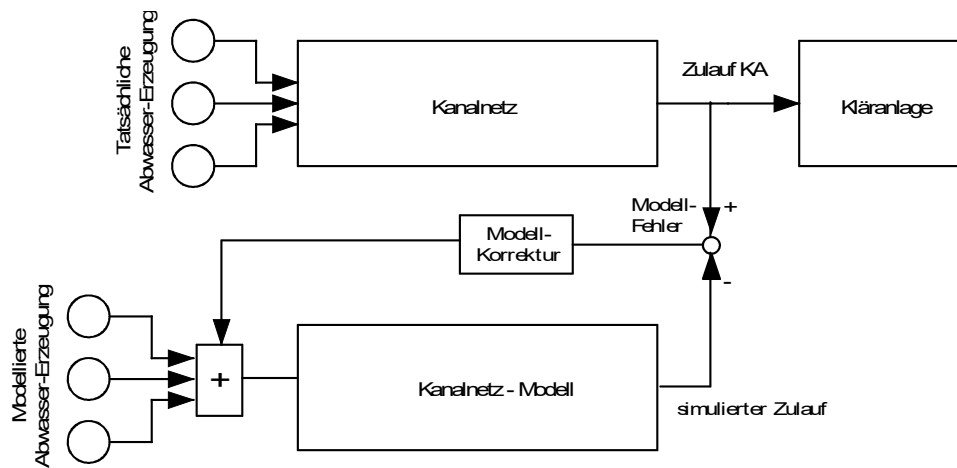 Tatsächliche
Abwasser-Erzeugung
Kanalnetz
Zulauf KA
Kläranlage
Modell-
Fehler
+
-
Modell-
Korrektur
Modellierte
Abwasser-Erzeugung
+
Kanalnetz - Modell
simulierter Zulauf